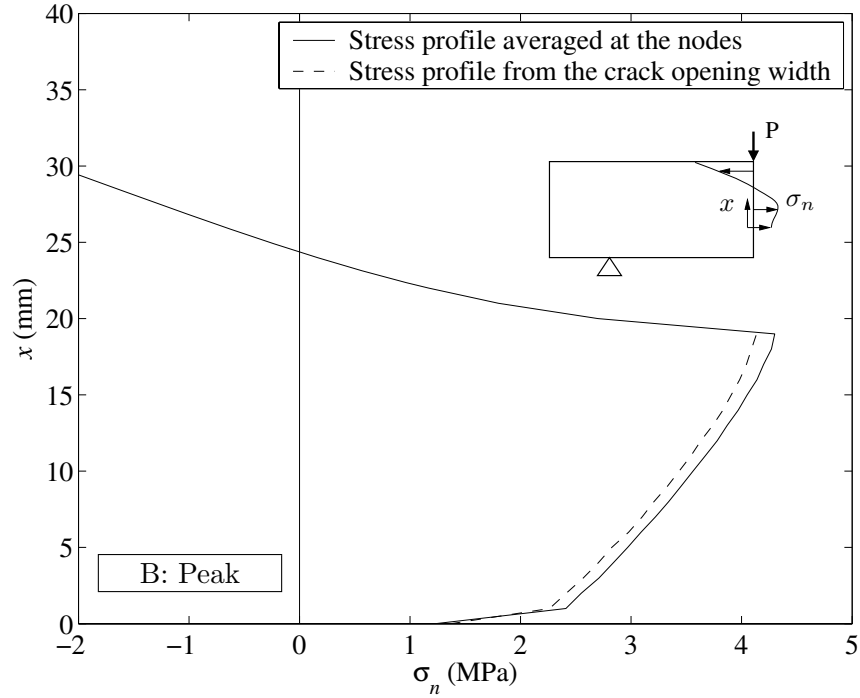 40
35
30
25
20
15
10
5
0
x (mm)
Stress profile averaged at the nodes
Stress profile from the crack opening width
P
x
σn
B: Peak
−2
−1
0
1
2
3
4
5
σn (MPa)